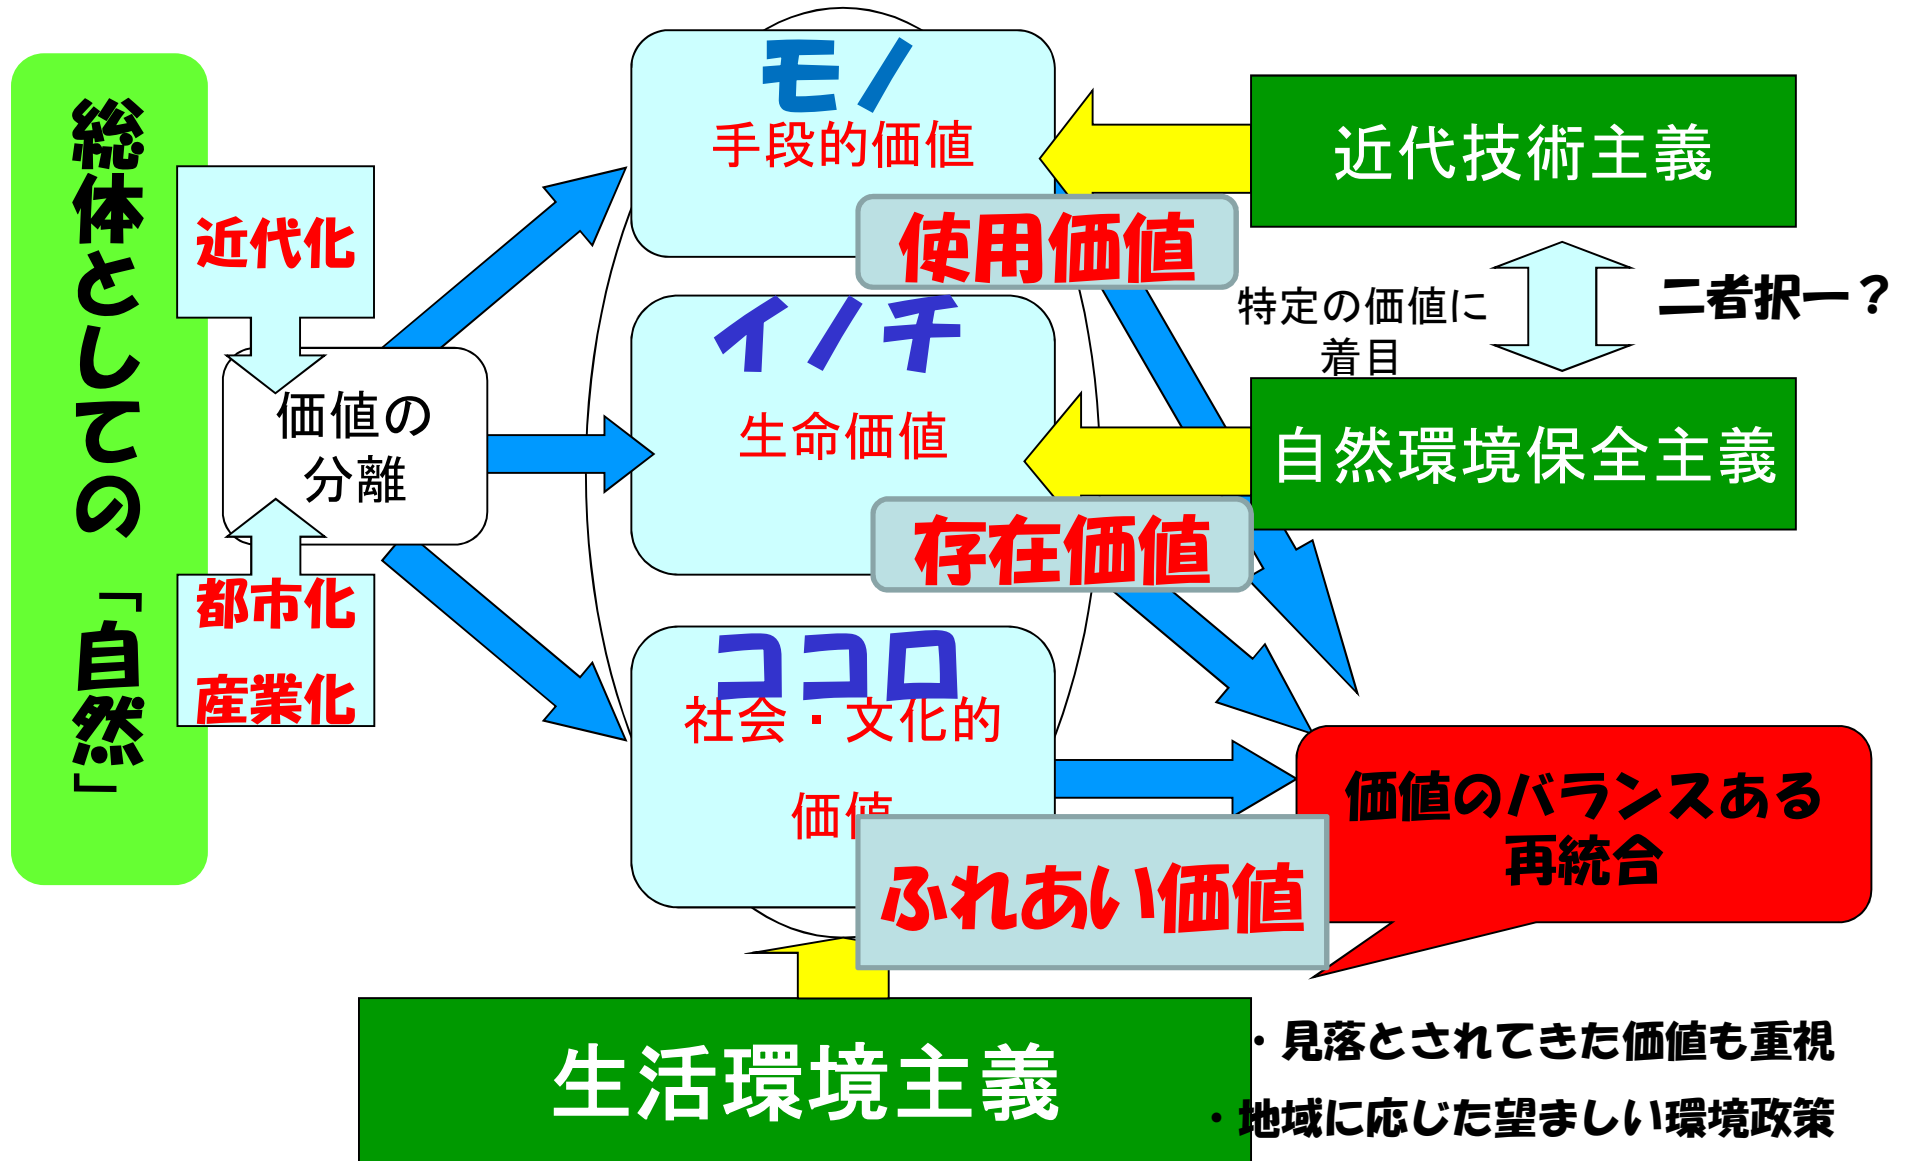 総体としての「自然」
近代化
価値の
分離
都市化
産業化
モノ
手段的価値
使用価値
イノチ
生命価値
存在価値
ココロ
社会・文化的
価値
ふれあい価値
近代技術主義
特定の価値に
着目
二者択一？
自然環境保全主義
価値のバランスある
再統合
生活環境主義
・見落とされてきた価値も重視
・地域に応じた望ましい環境政策